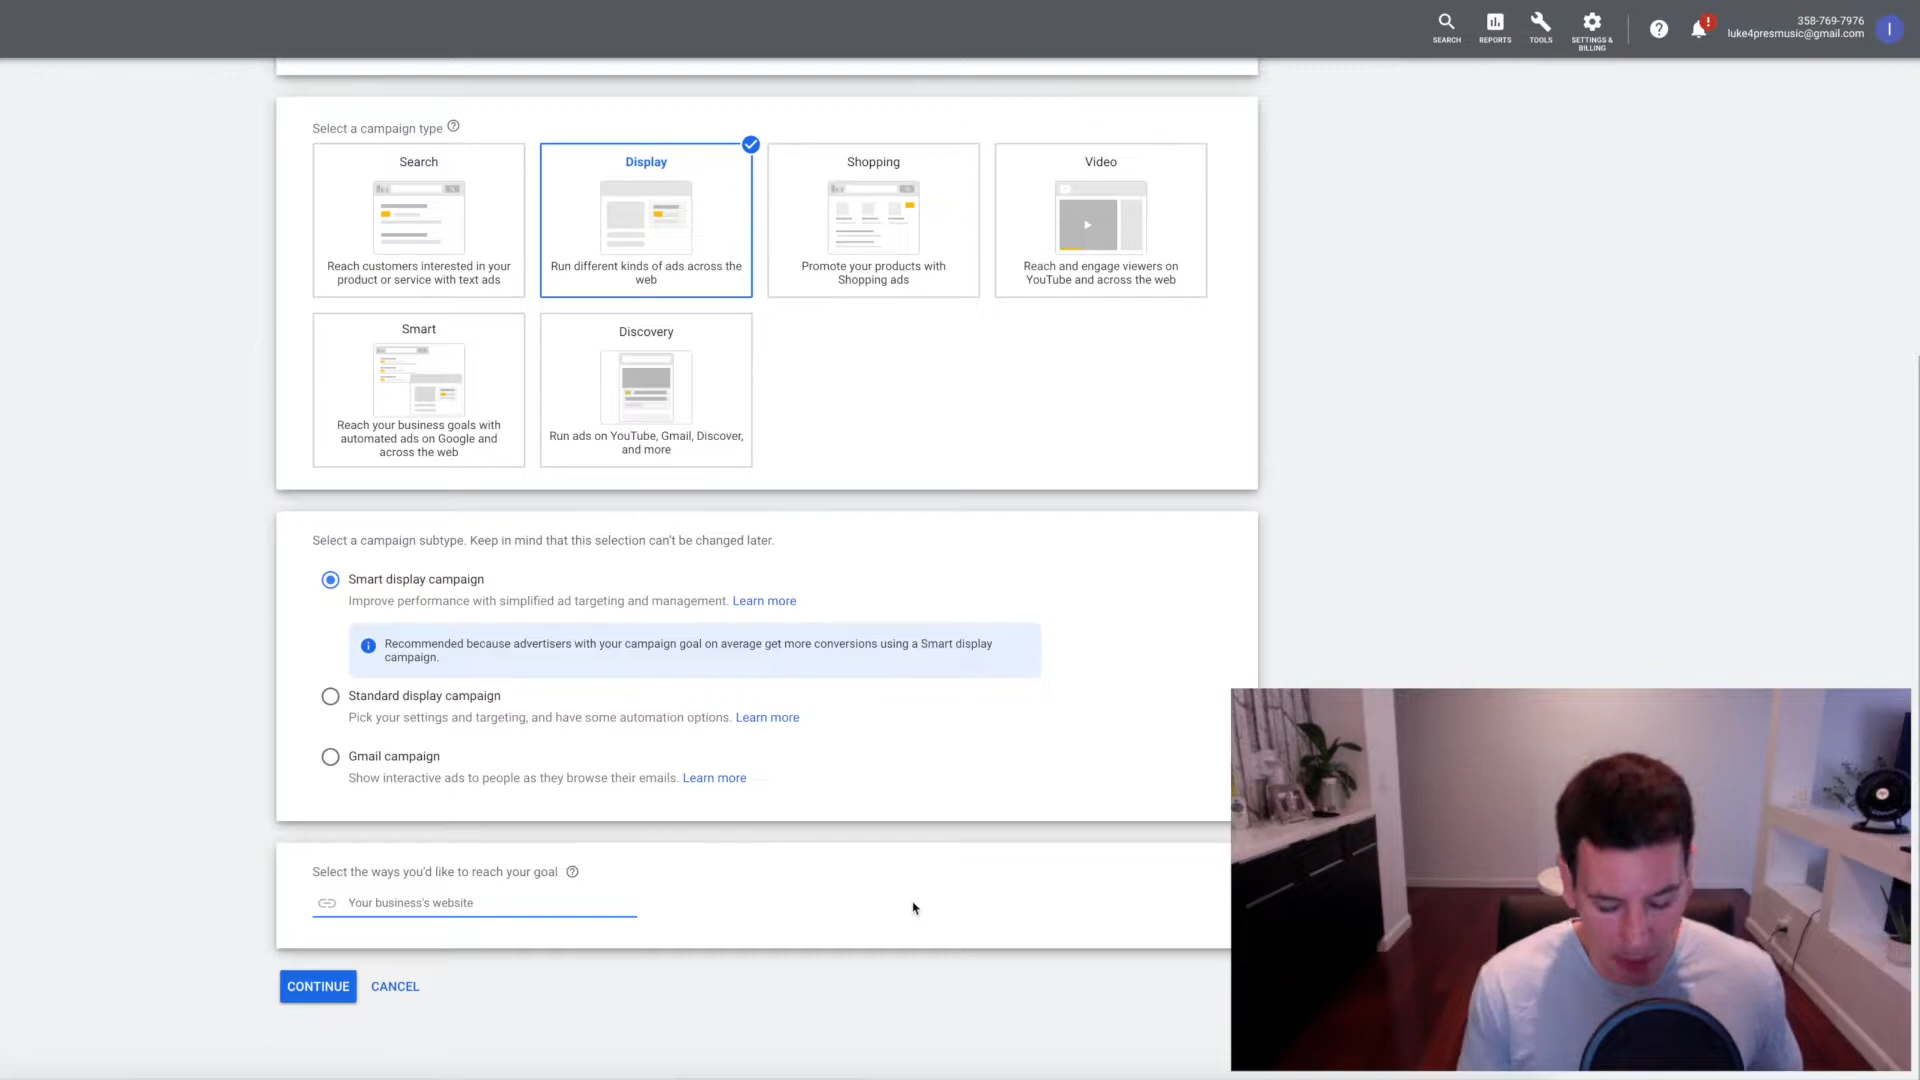 SEARCH
REPORTS
TOOLS
SETTINGS &
BILLING
358-769-7976
luke4presmusic@gmail.com
Select a campaign type
Search
Reach customers interested in your
product or service with text ads
Display
Run different kinds of ads across the
web
Shopping
Promote your products with
Shopping ads
Video
Reach and engage viewers on
YouTube and across the web
Smart
Reach your business goals with
automated ads on Google and
across the web
Discovery
Run ads on YouTube, Gmail, Discover,
and more
Select a campaign subtype. Keep in mind that this selection can't be changed later.
Smart display campaign
Improve performance with simplified ad targeting and management. Learn more
Recommended because advertisers with your campaign goal on average get more conversions using a Smart display
campaign.
Standard display campaign
Pick your settings and targeting, and have some automation options. Learn more
Gmail campaign
Show interactive ads to people as they browse their emails. Learn more
Select the ways you'd like to reach your goal
Your business's website
CONTINUE
CANCEL